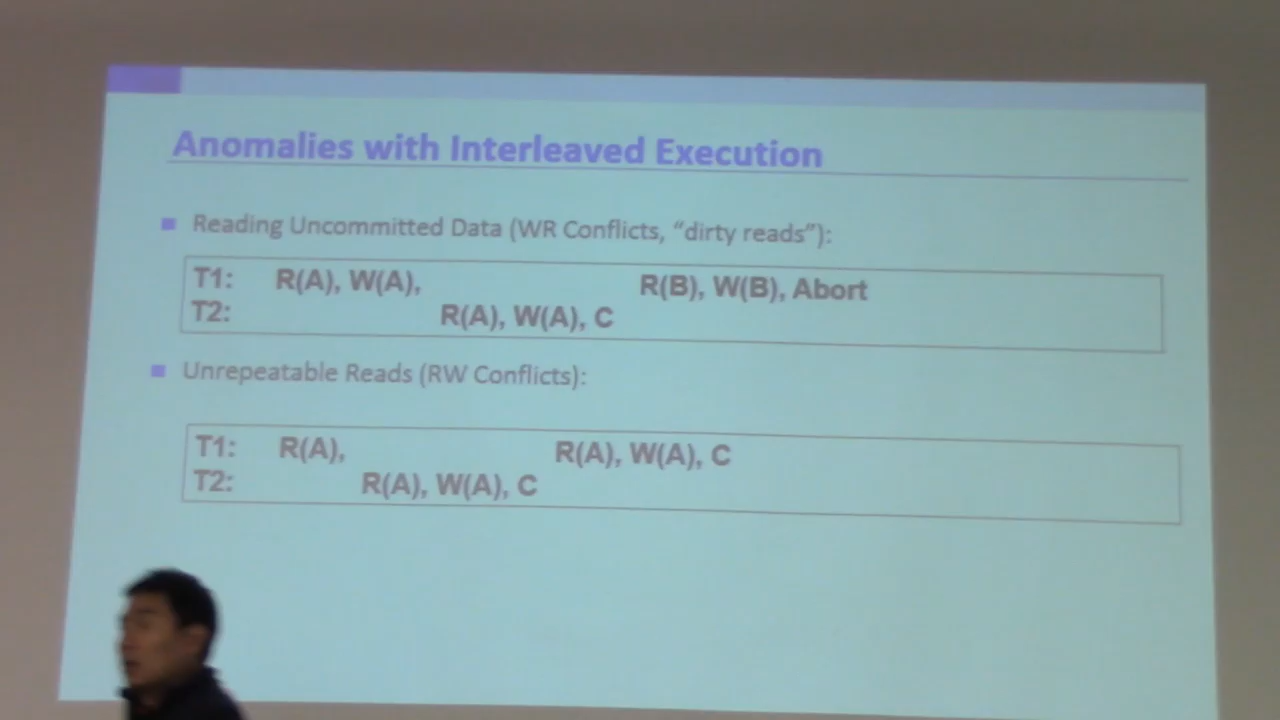 Anomalies with Interleaved Execution
Reading Uncommitted Data (WR Conflicts, “dirty reads”):
T1: R(A), W(A), R(B), W(B), Abort
T2: R(A), W(A), C
Unrepeatable Reads (RW Conflicts):
T1: R(A), R(A), W(A), C
T2: R(A), W(A), C